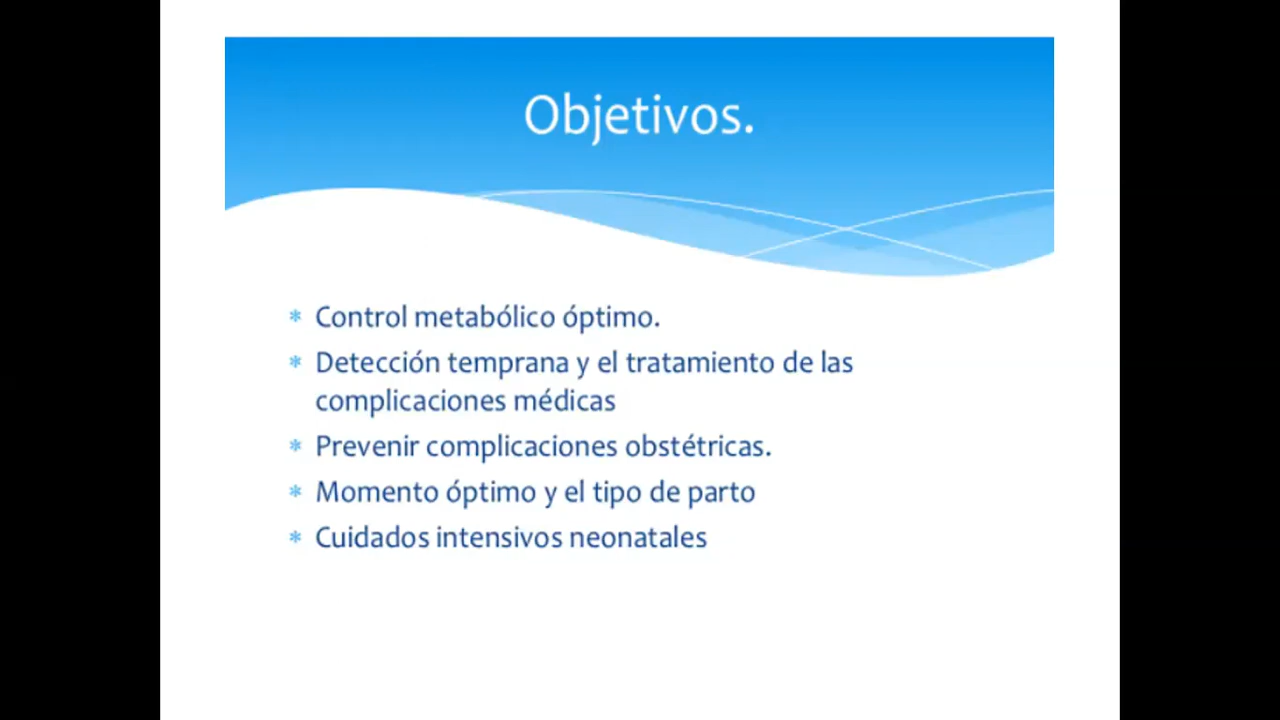 Objetivos.
* Control metabólico óptimo.
* Detección temprana y el tratamiento de las
complicaciones médicas
* Prevenir complicaciones obstétricas.
* Momento óptimo y el tipo de parto
* Cuidados intensivos neonatales